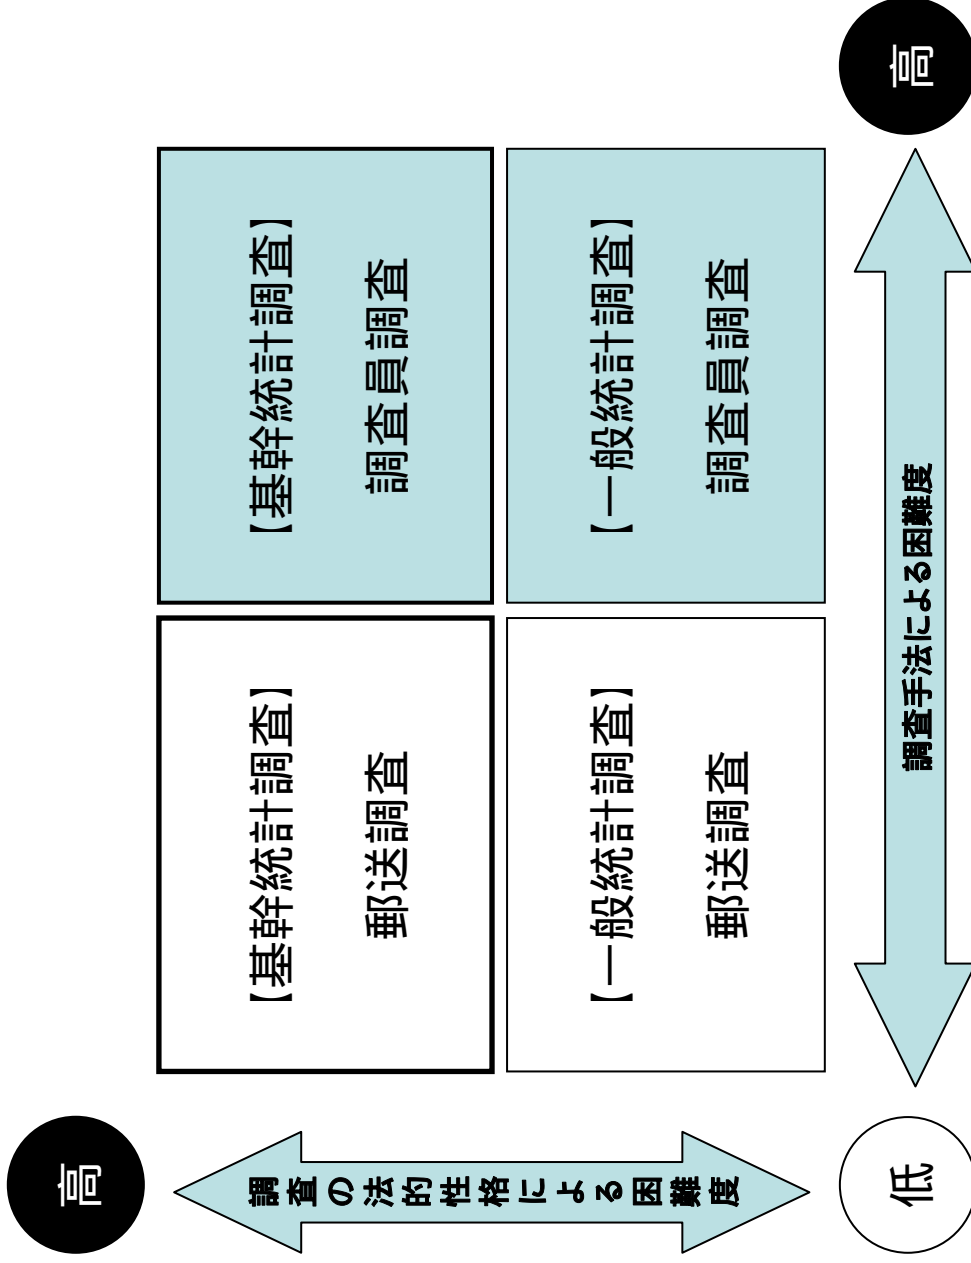 高
調査の法的性格による困難度
【基幹統計調査】
郵送調査
【基幹統計調査】
調査員調査
【一般統計調査】
郵送調査
【一般統計調査】
調査員調査
低
調査手法による困難度
高